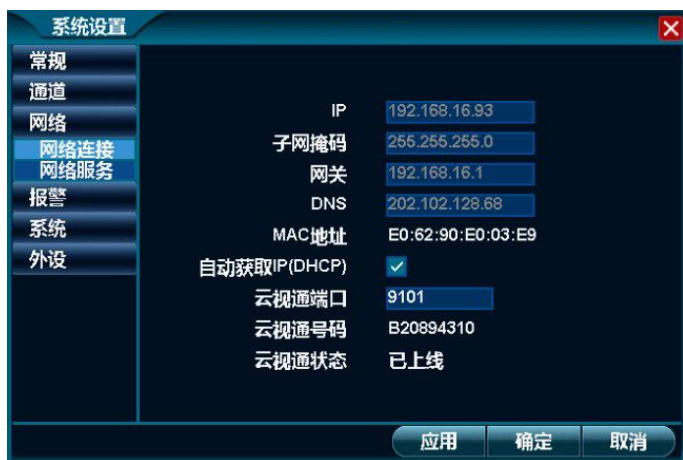 系统设置
常规
通道
网络
网络连接
网络服务
报警
系统
外设
IP 192.168.16.93
子网掩码 255.255.255.0
网关 192.168.16.1
DNS 202.102.128.68
MAC地址 E0:62:90:E0:03:E9
自动获取IP(DHCP)
云视通端口 9101
云视通号码 B20894310
云视通状态 已上线
应用 确定 取消